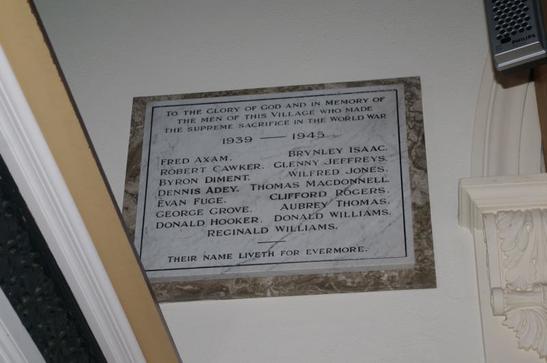 PHILIPS
TO THE GLORY OF GOD AND IN MEMORY OF
THE MEN OF THIS VILLAGE WHO MADE
THE SUPREME SACRIFICE IN THE WORLD WAR
1939 — 1945
FRED AXAM. BRYNLEY ISAAC.
ROBERT CAWKER. GLENNY JEFFREYS.
BYRON DIMENT. WILFRED JONES.
DENNIS ADEY. THOMAS MACDONNELL.
EVAN FUGE. CLIFFORD ROGERS.
GEORGE GROVE. AUBREY THOMAS.
DONALD HOOKER. DONALD WILLIAMS.
REGINALD WILLIAMS.
THEIR NAME LIVETH FOR EVERMORE.